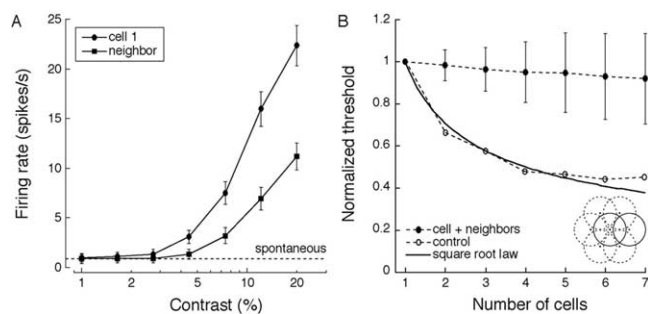 A
cell 1
neighbor
Firing rate (spikes/s)
25
20
15
10
5
0
spontaneous
1
2
5
10
20
Contrast (%)
B
Normalized threshold
1
0.8
0.6
0.4
0.2
0
cell + neighbors
control
square root law
1 2 3 4 5 6 7
Number of cells